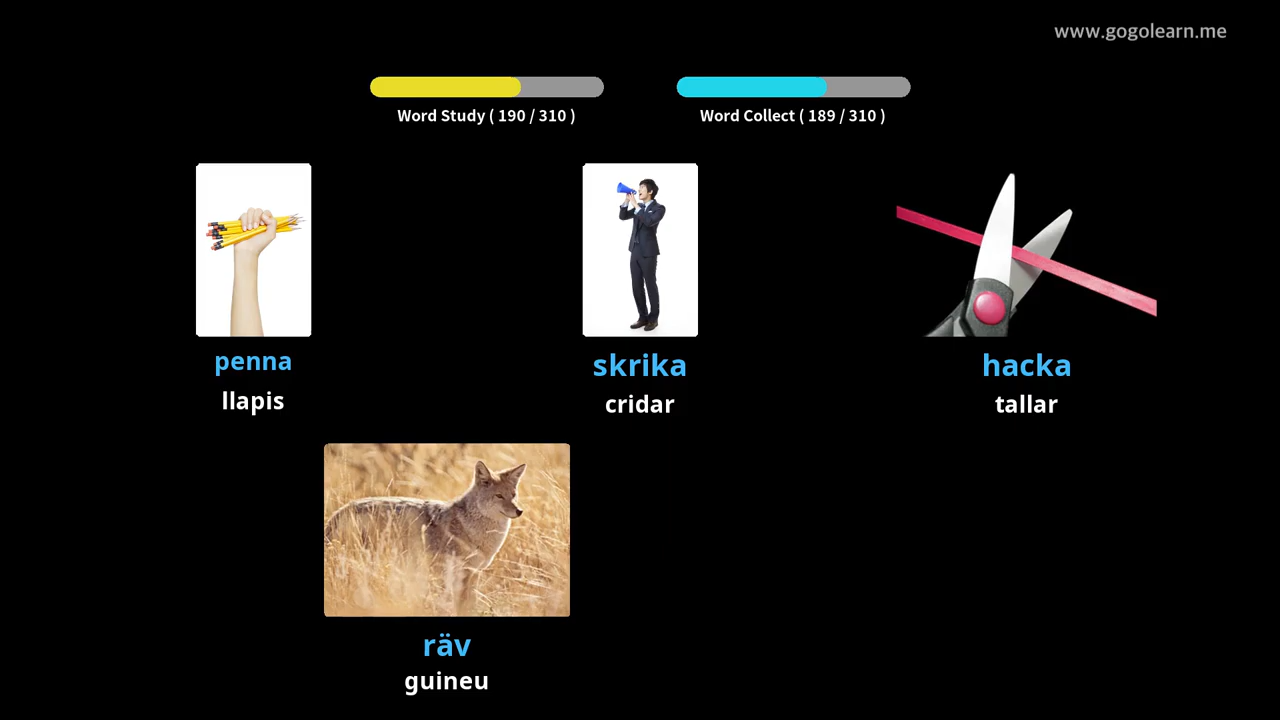 www.gogolearn.me
Word Study ( 190 / 310 )
Word Collect ( 189 / 310 )
penna
llapis
skrika
cridar
hacka
tallar
räv
guineu